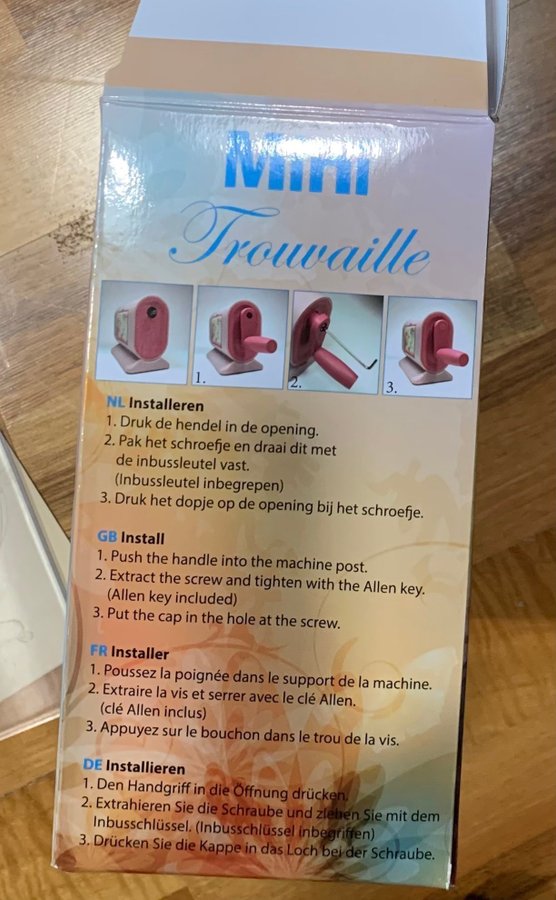 Mini
Trouvaille
1.
2.
3.
NL Installeren
1. Druk de hendel in de opening.
2. Pak het schroefje en draai dit met
de inbussleutel vast.
(Inbussleutel inbegrepen)
3. Druk het dopje op de opening bij het schroefje.
GB Install
1. Push the handle into the machine post.
2. Extract the screw and tighten with the Allen key.
(Allen key included)
3. Put the cap in the hole at the screw.
FR Installer
1. Poussez la poignée dans le support de la machine.
2. Extraire la vis et serrer avec le clé Allen.
(clé Allen inclus)
3. Appuyez sur le bouchon dans le trou de la vis.
DE Installieren
1. Den Handgriff in die Öffnung drücken.
2. Extrahieren Sie die Schraube und ziehen Sie mit dem
Inbusschlüssel. (Inbusschlüssel inbegriffen)
3. Drücken Sie die Kappe in das Loch bei der Schraube.